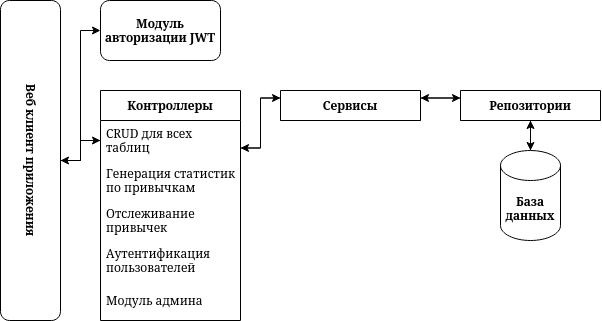 Веб клиент приложения
Модуль
авторизации JWT
Контроллеры
CRUD для всех
таблиц
Генерация статистик
по привычкам
Отслеживание
привычек
Аутентификация
пользователей
Модуль админа
Сервисы
Репозитории
База
данных